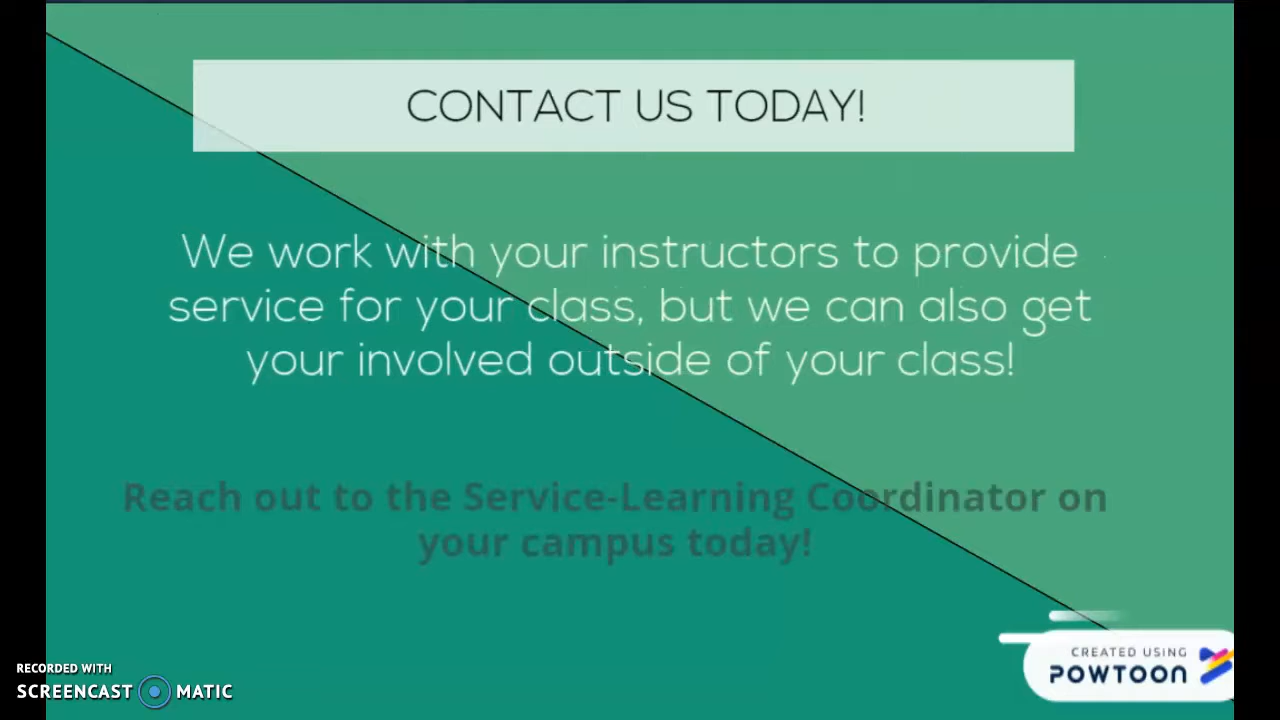 CONTACT US TODAY!
We work with your instructors to provide
service for your class, but we can also get
your involved outside of your class!
Reach out to the Service-Learning Coordinator on
your campus today!
CREATED USING
POWTOON
RECORDED WITH
SCREENCAST MATIC